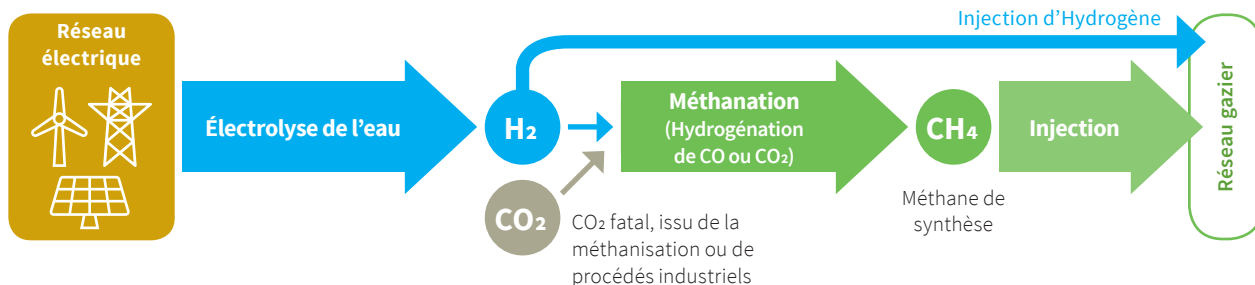 Réseau
électrique
Électrolyse de l’eau
Injection d’Hydrogène
H₂
CO₂
CO₂ fatal, issu de la
méthanisation ou de
procédés industriels
Méthanation
(Hydrogénation
de CO ou CO₂)
CH₄
Méthane de
synthèse
Injection
Réseau gazier